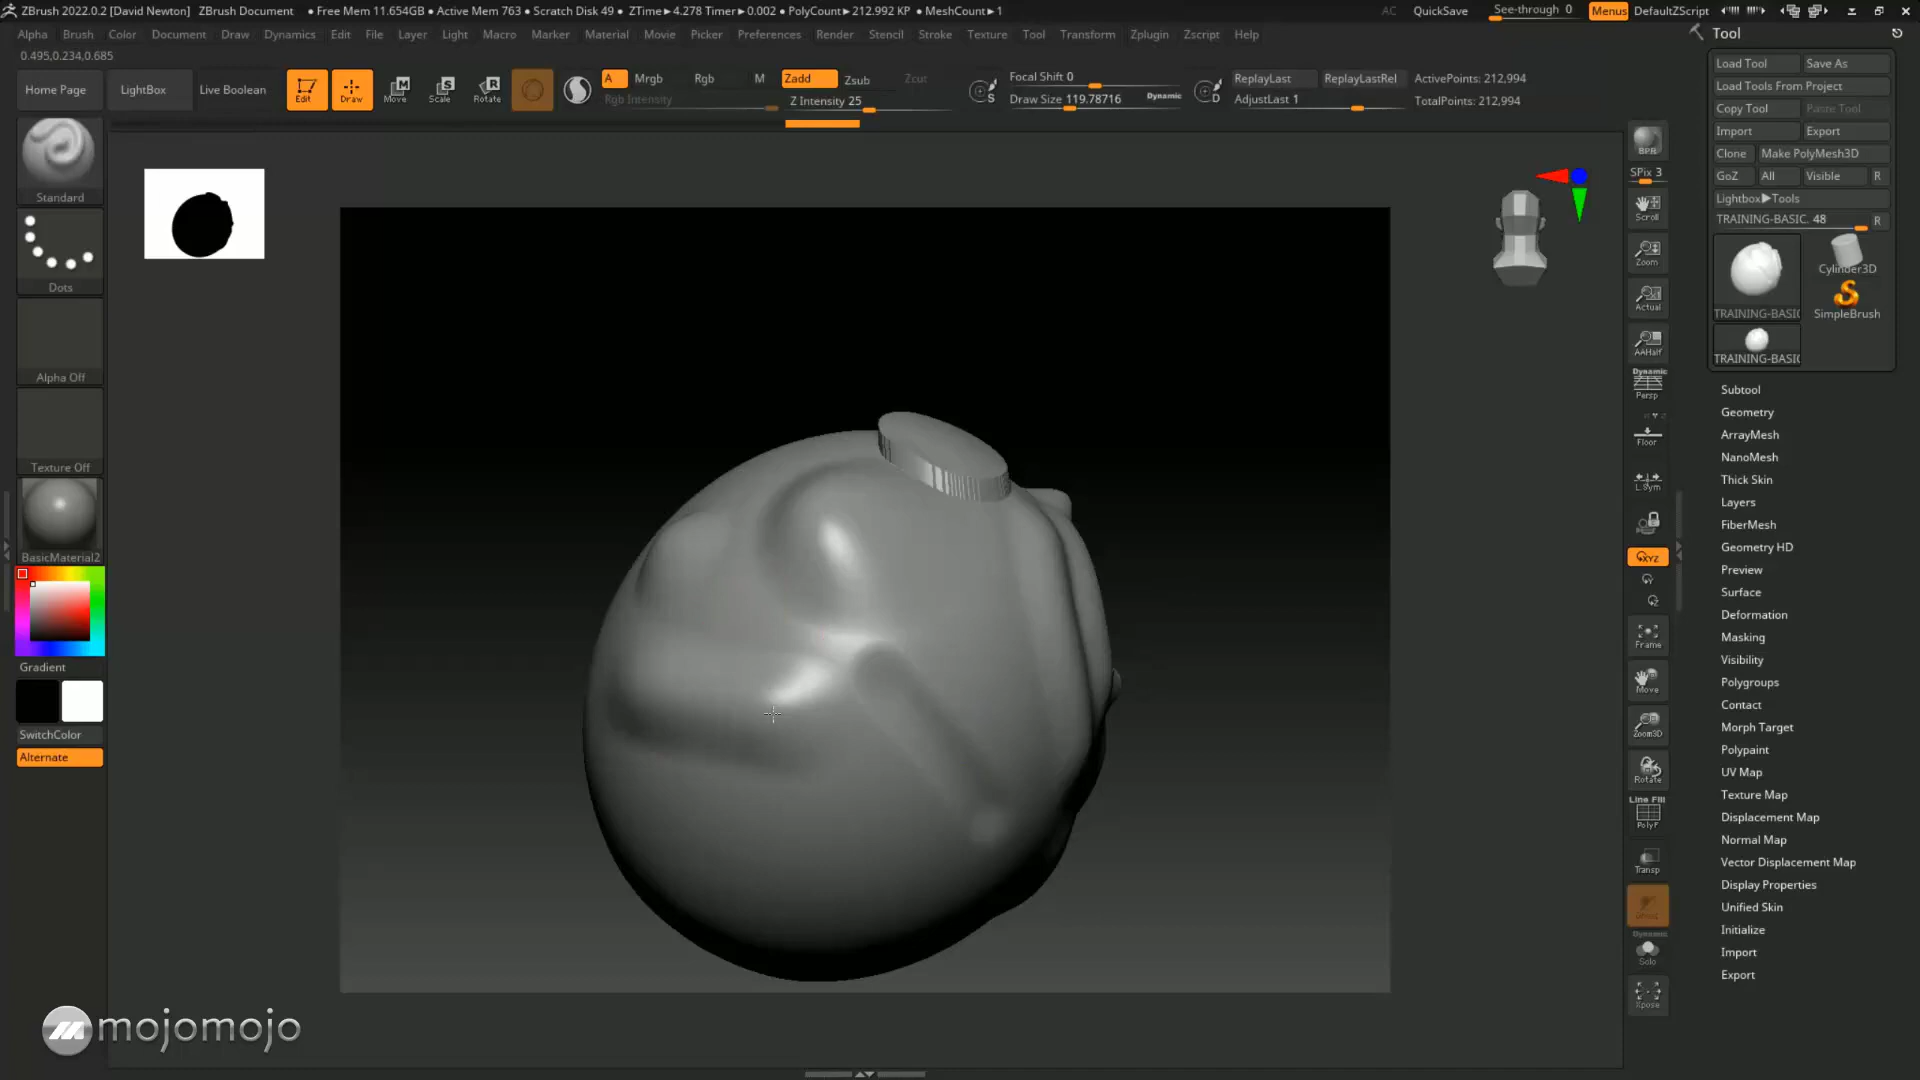 ZBrush 2022.0.2 [David Newton] ZBrush Document • Free Mem 11.654GB • Active Mem 763 • Scratch Disk 49 • ZTime▶4.278 Timer▶0.002 • PolyCount▶212.992 KP • MeshCount▶1 AC QuickSave See-through 0 Menus DefaultZScript
Alpha Brush Color Document Draw Dynamics Edit File Layer Light Macro Marker Material Movie Picker Preferences Render Stencil Stroke Texture Tool Transform Zplugin Zscript Help
0.495,0.234,0.685
Home Page LightBox Live Boolean Edit Draw Move Scale Rotate
A Mrgb Rgb M Zadd Zsub Zcut
Rgb Intensity Z Intensity 25
Focal Shift 0
Draw Size 119.78716 Dynamic
ReplayLast ReplayLastRel ActivePoints: 212,994
AdjustLast 1 TotalPoints: 212,994
Standard
Dots
Alpha Off
Texture Off
BasicMaterial2
Gradient
SwitchColor
Alternate
BPR
SPix 3
Scroll
Zoom
Actual
AAHalf
Dynamic
Persp
Floor
L.Sym
XYZ
Frame
Move
Zoom3D
Rotate
Line Fill
PolyF
Transp
Dynamic
Solo
Xpose
Tool
Load Tool Save As
Load Tools From Project
Copy Tool Paste Tool
Import Export
Clone Make PolyMesh3D
GoZ All Visible R
Lightbox▶Tools
TRAINING-BASIC. 48 R
Cylinder3D
TRAINING-BASIC SimpleBrush
TRAINING-BASIC
Subtool
Geometry
ArrayMesh
NanoMesh
Thick Skin
Layers
FiberMesh
Geometry HD
Preview
Surface
Deformation
Masking
Visibility
Polygroups
Contact
Morph Target
Polypaint
UV Map
Texture Map
Displacement Map
Normal Map
Vector Displacement Map
Display Properties
Unified Skin
Initialize
Import
Export
mojomojo